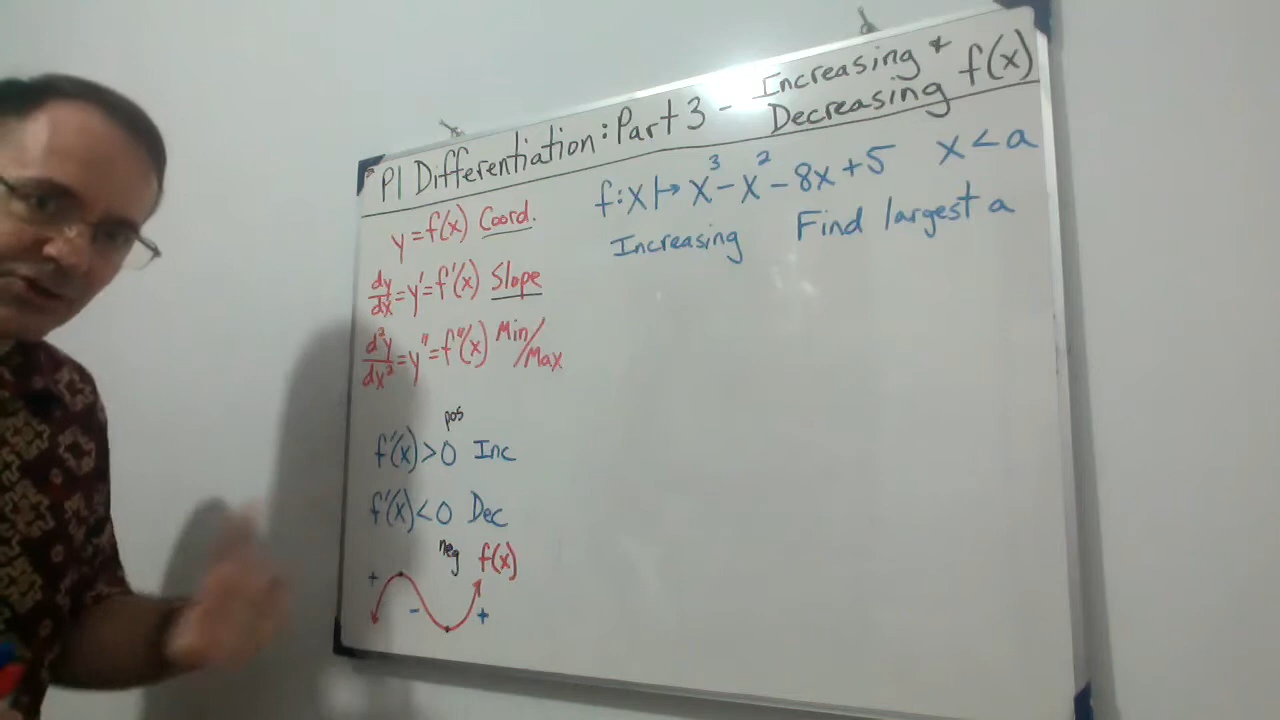 P1 Differentiation: Part 3 - Increasing + Decreasing f(x)
y = f(x) Coord.
dy/dx = y' = f'(x) Slope
d²y/dx² = y" = f"(x) Min/Max
pos
f'(x) > 0 Inc
f'(x) < 0 Dec
neg f(x)
+ - +
f: x ↦ x³ - x² - 8x + 5 x < a
Increasing Find largest a